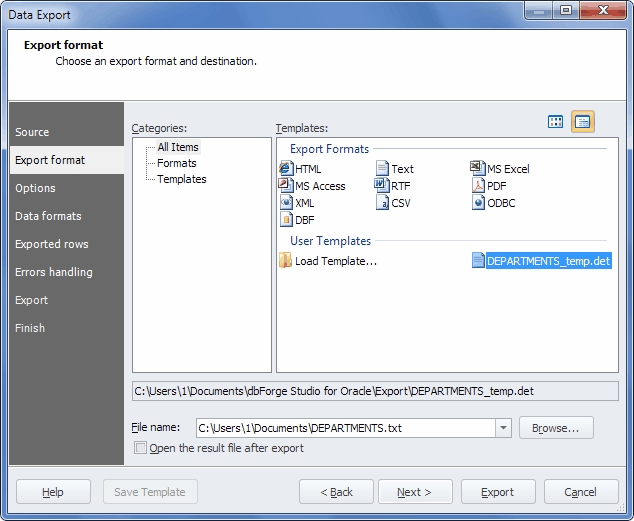 Data Export
Export format
Choose an export format and destination.
Source
Export format
Options
Data formats
Exported rows
Errors handling
Export
Finish
Categories:
All Items
Formats
Templates
Templates:
Export Formats
HTML Text MS Excel
MS Access RTF PDF
XML CSV ODBC
DBF
User Templates
Load Template... DEPARTMENTS_temp.det
C:\Users\1\Documents\dbForge Studio for Oracle\Export\DEPARTMENTS_temp.det
File name: C:\Users\1\Documents\DEPARTMENTS.txt Browse...
Open the result file after export
Help Save Template < Back Next > Export Cancel